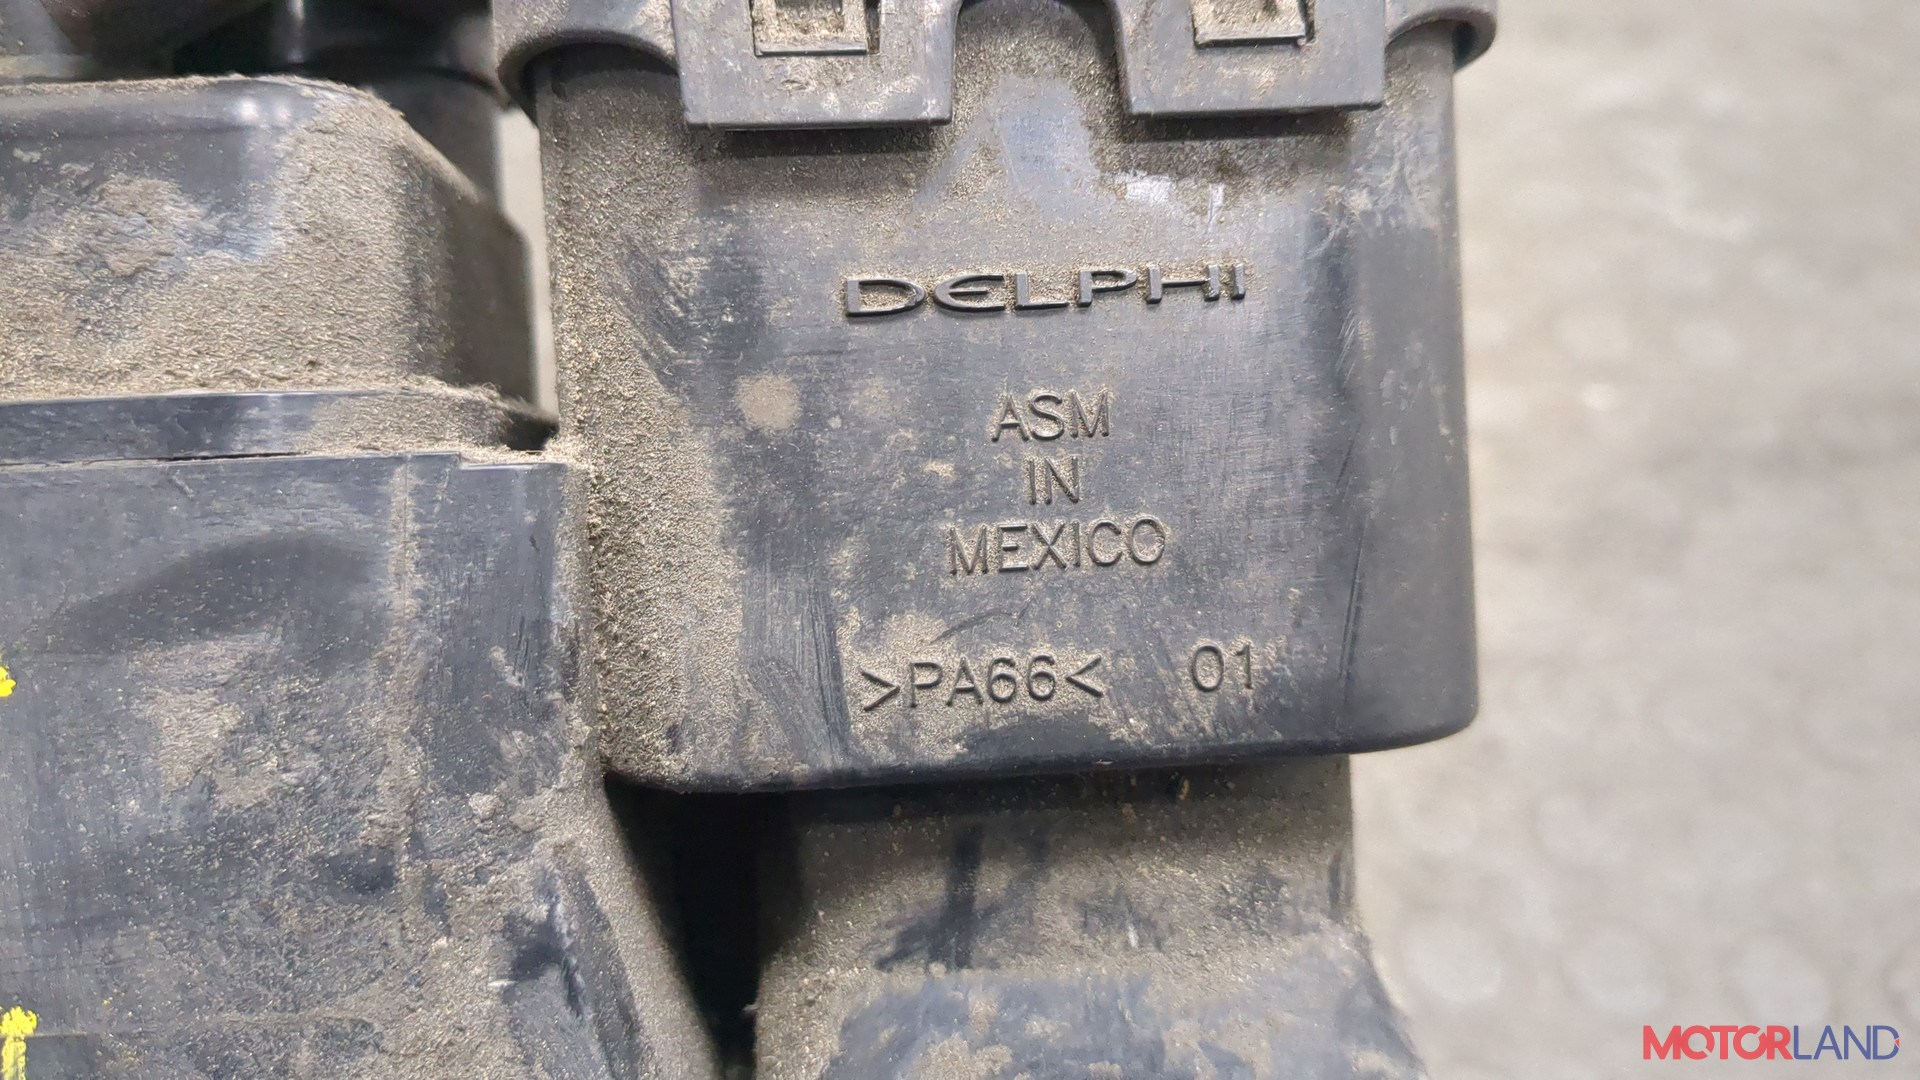 DELPHI
ASM
IN
MEXICO
>PA66< 01
MOTORLAND